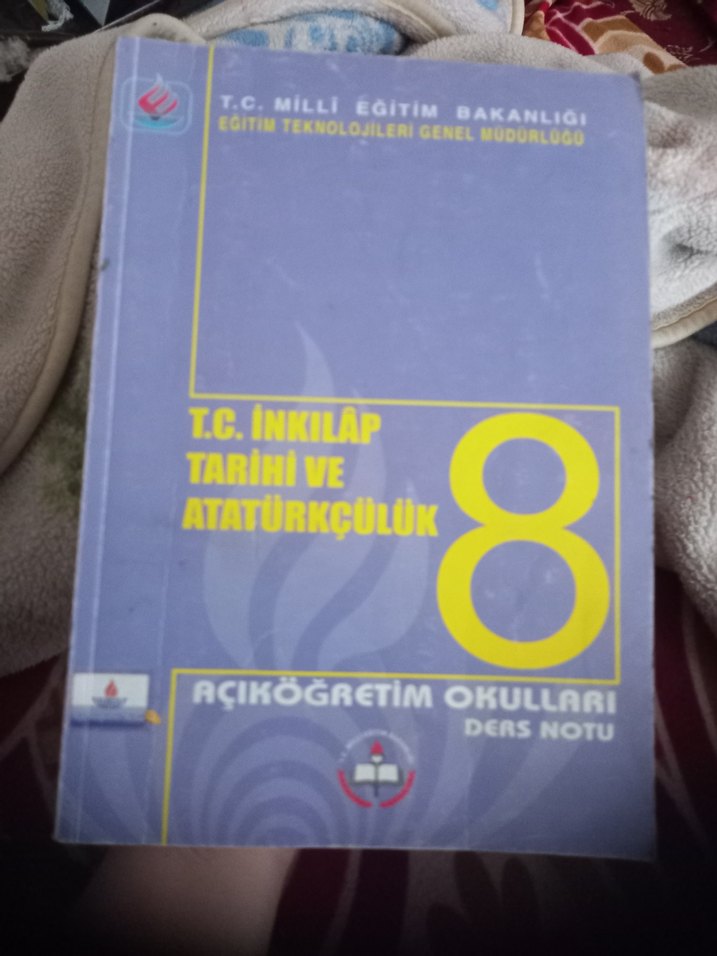 T.C. MİLLÎ EĞİTİM BAKANLIĞI
EĞİTİM TEKNOLOJİLERİ GENEL MÜDÜRLÜĞÜ
T.C. İNKILÂP
TARİHİ VE
ATATÜRKÇÜLÜK
8
AÇIKÖĞRETİM OKULLARI
DERS NOTU